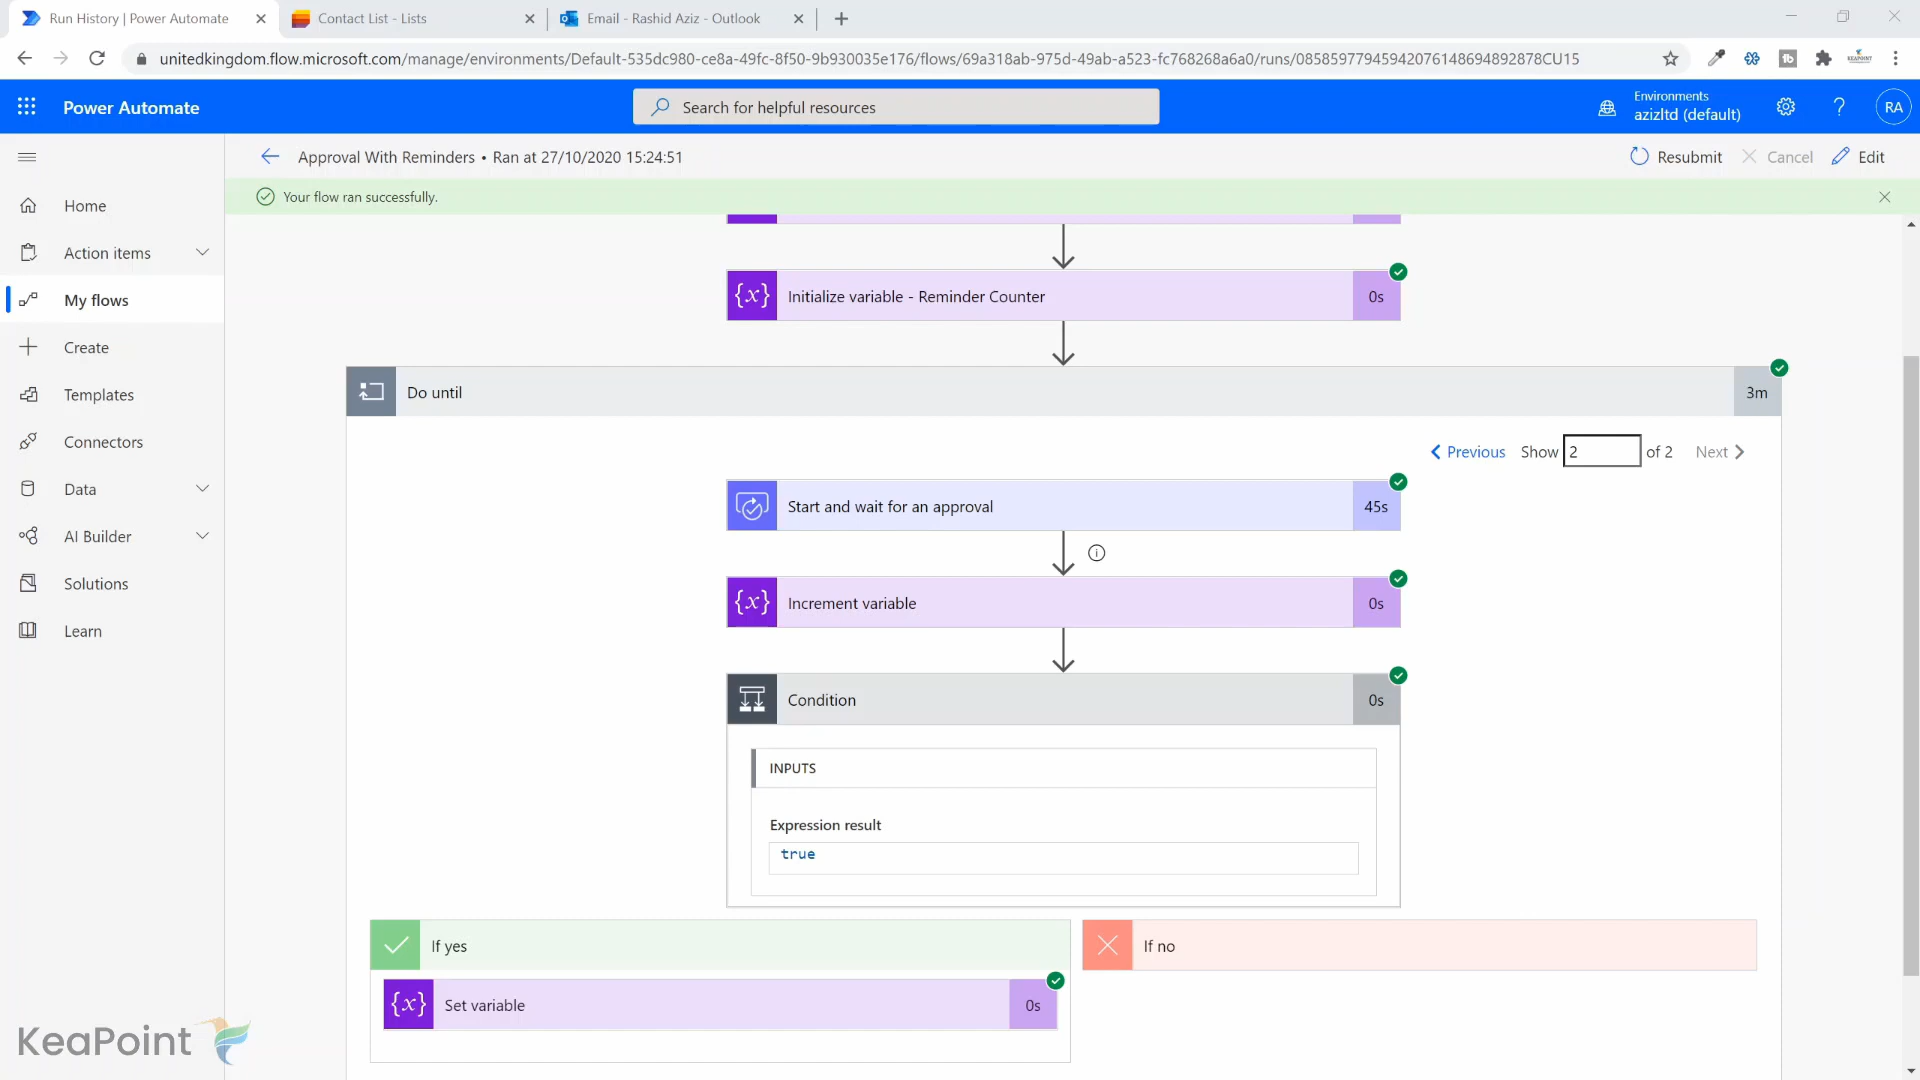 Run History | Power Automate
Contact List - Lists
Email - Rashid Aziz - Outlook
unitedkingdom.flow.microsoft.com/manage/environments/Default-535dc980-ce8a-49fc-8f50-9b930035e176/flows/69a318ab-975d-49ab-a523-fc768268a6a0/runs/08585977945942076148694892878CU15
Power Automate
Search for helpful resources
Environments
azizltd (default)
RA
Approval With Reminders • Ran at 27/10/2020 15:24:51
Resubmit
Cancel
Edit
Your flow ran successfully.
Home
Action items
My flows
Create
Templates
Connectors
Data
AI Builder
Solutions
Learn
{x} Initialize variable - Reminder Counter 0s
Do until 3m
Previous Show 2 of 2 Next
Start and wait for an approval 45s
{x} Increment variable 0s
Condition 0s
INPUTS
Expression result
true
If yes
If no
{x} Set variable 0s
KeaPoint